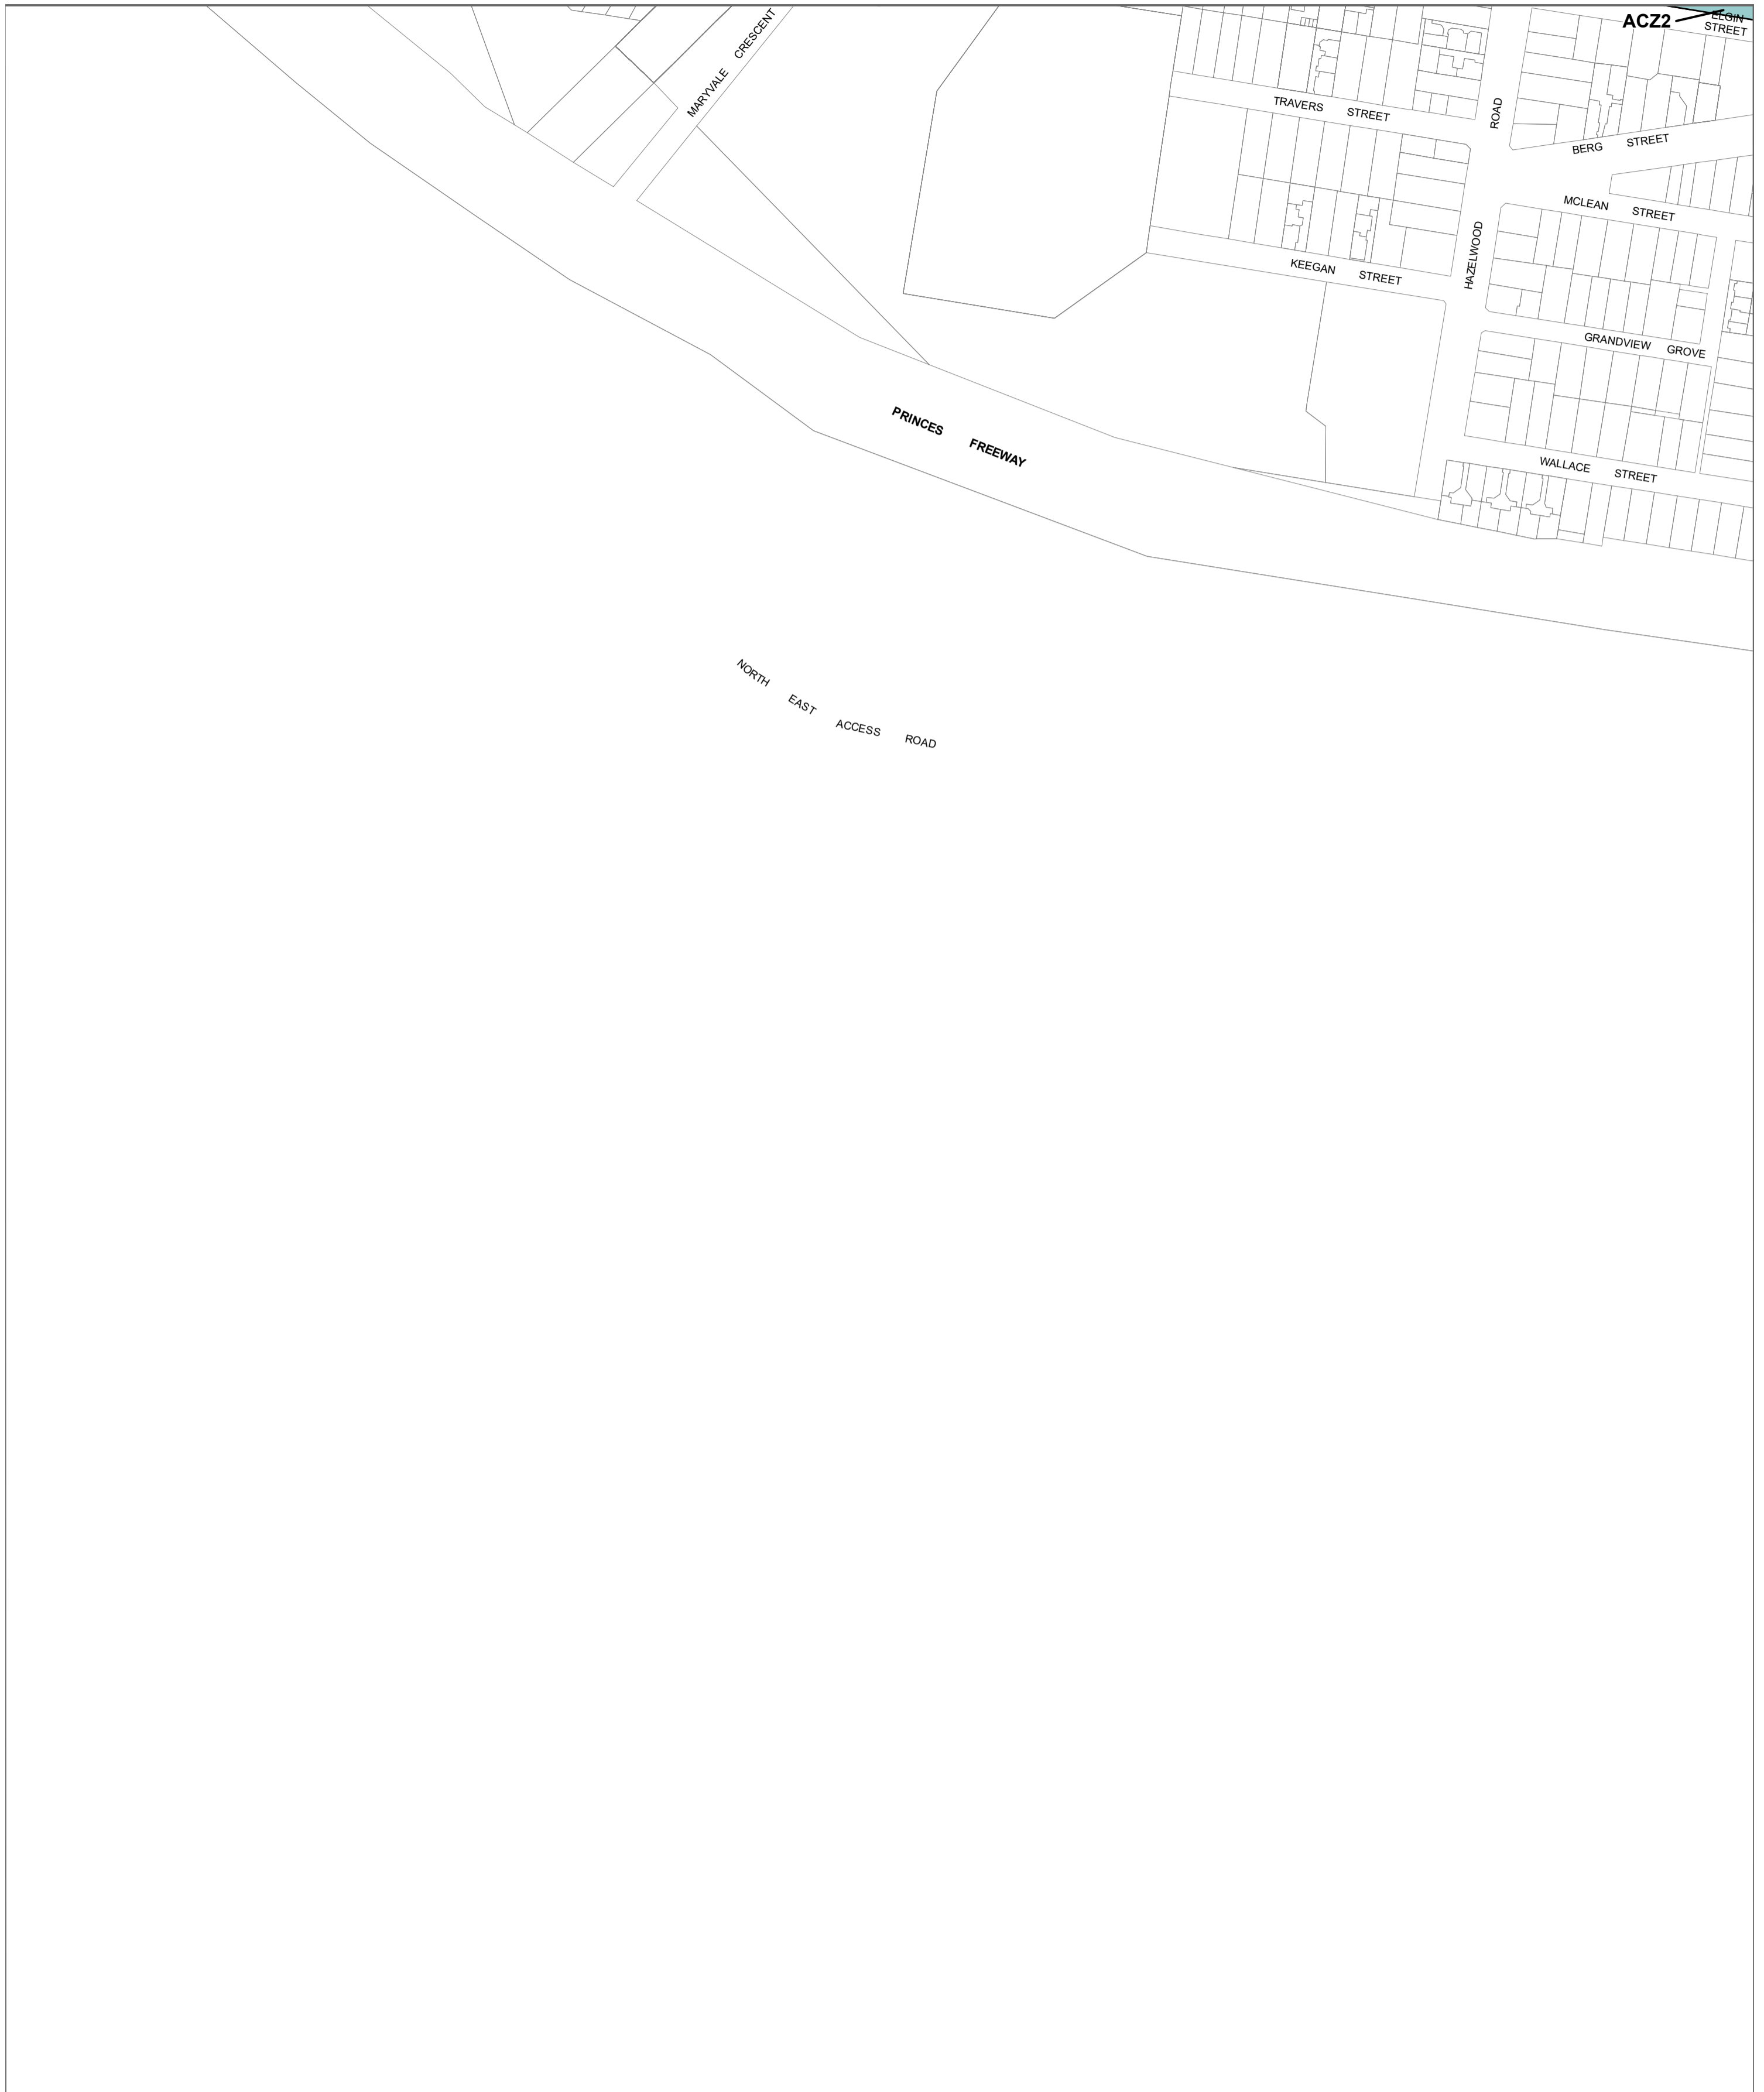 MARYVALE CRESCENT
ACZ2
ELGIN
STREET
TRAVERS STREET
HAZELWOOD ROAD
BERG STREET
MCLEAN STREET
KEEGAN STREET
GRANDVIEW GROVE
PRINCES FREEWAY
WALLACE STREET
NORTH EAST ACCESS ROAD